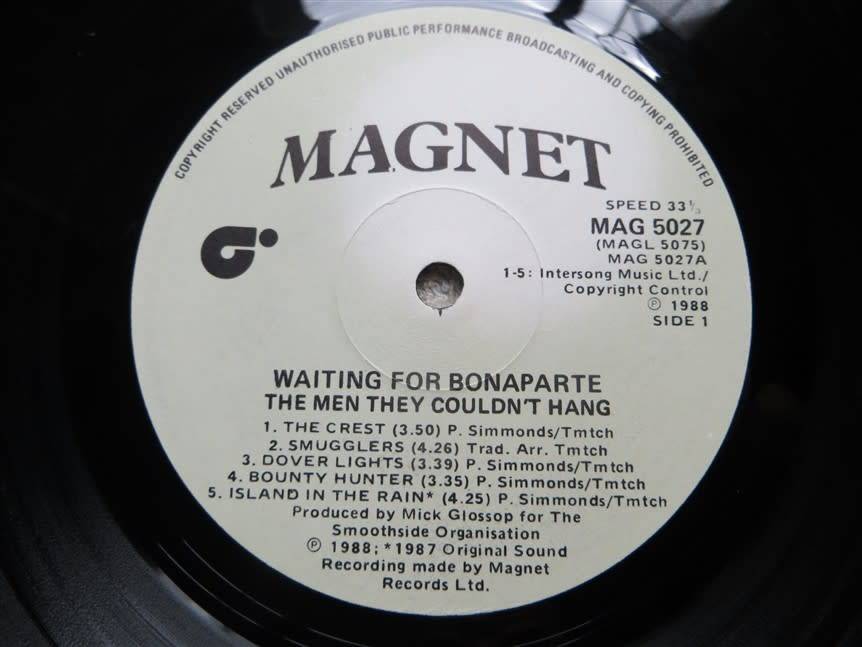 COPYRIGHT RESERVED UNAUTHORISED PUBLIC PERFORMANCE BROADCASTING AND COPYING PROHIBITED
MAGNET
SPEED 33 1/3
MAG 5027
(MAGL 5075)
MAG 5027A
1-5: Intersong Music Ltd./
Copyright Control
℗ 1988
SIDE 1
WAITING FOR BONAPARTE
THE MEN THEY COULDN'T HANG
1. THE CREST (3.50) P. Simmonds/Tmtch
2. SMUGGLERS (4.26) Trad. Arr. Tmtch
3. DOVER LIGHTS (3.39) P. Simmonds/Tmtch
4. BOUNTY HUNTER (3.35) P. Simmonds/Tmtch
5. ISLAND IN THE RAIN* (4.25) P. Simmonds/Tmtch
Produced by Mick Glossop for The
Smoothside Organisation
℗ 1988; *1987 Original Sound
Recording made by Magnet
Records Ltd.